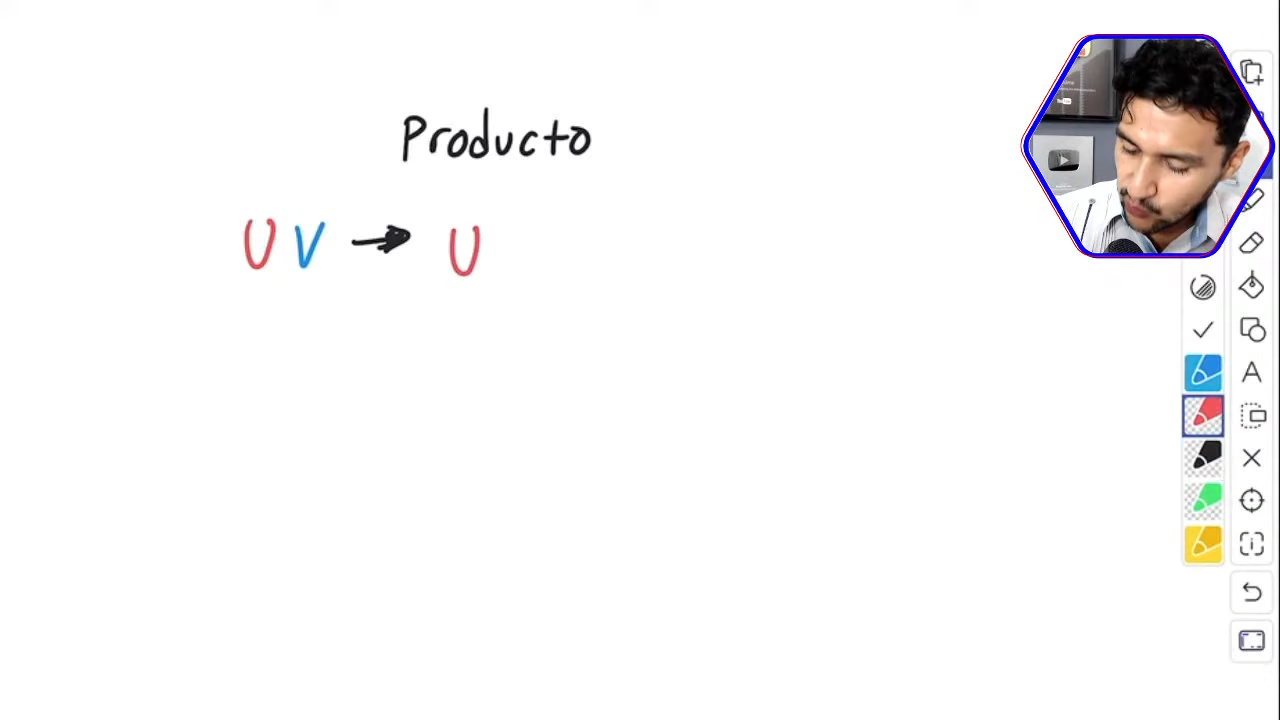 Producto
U V → U
A